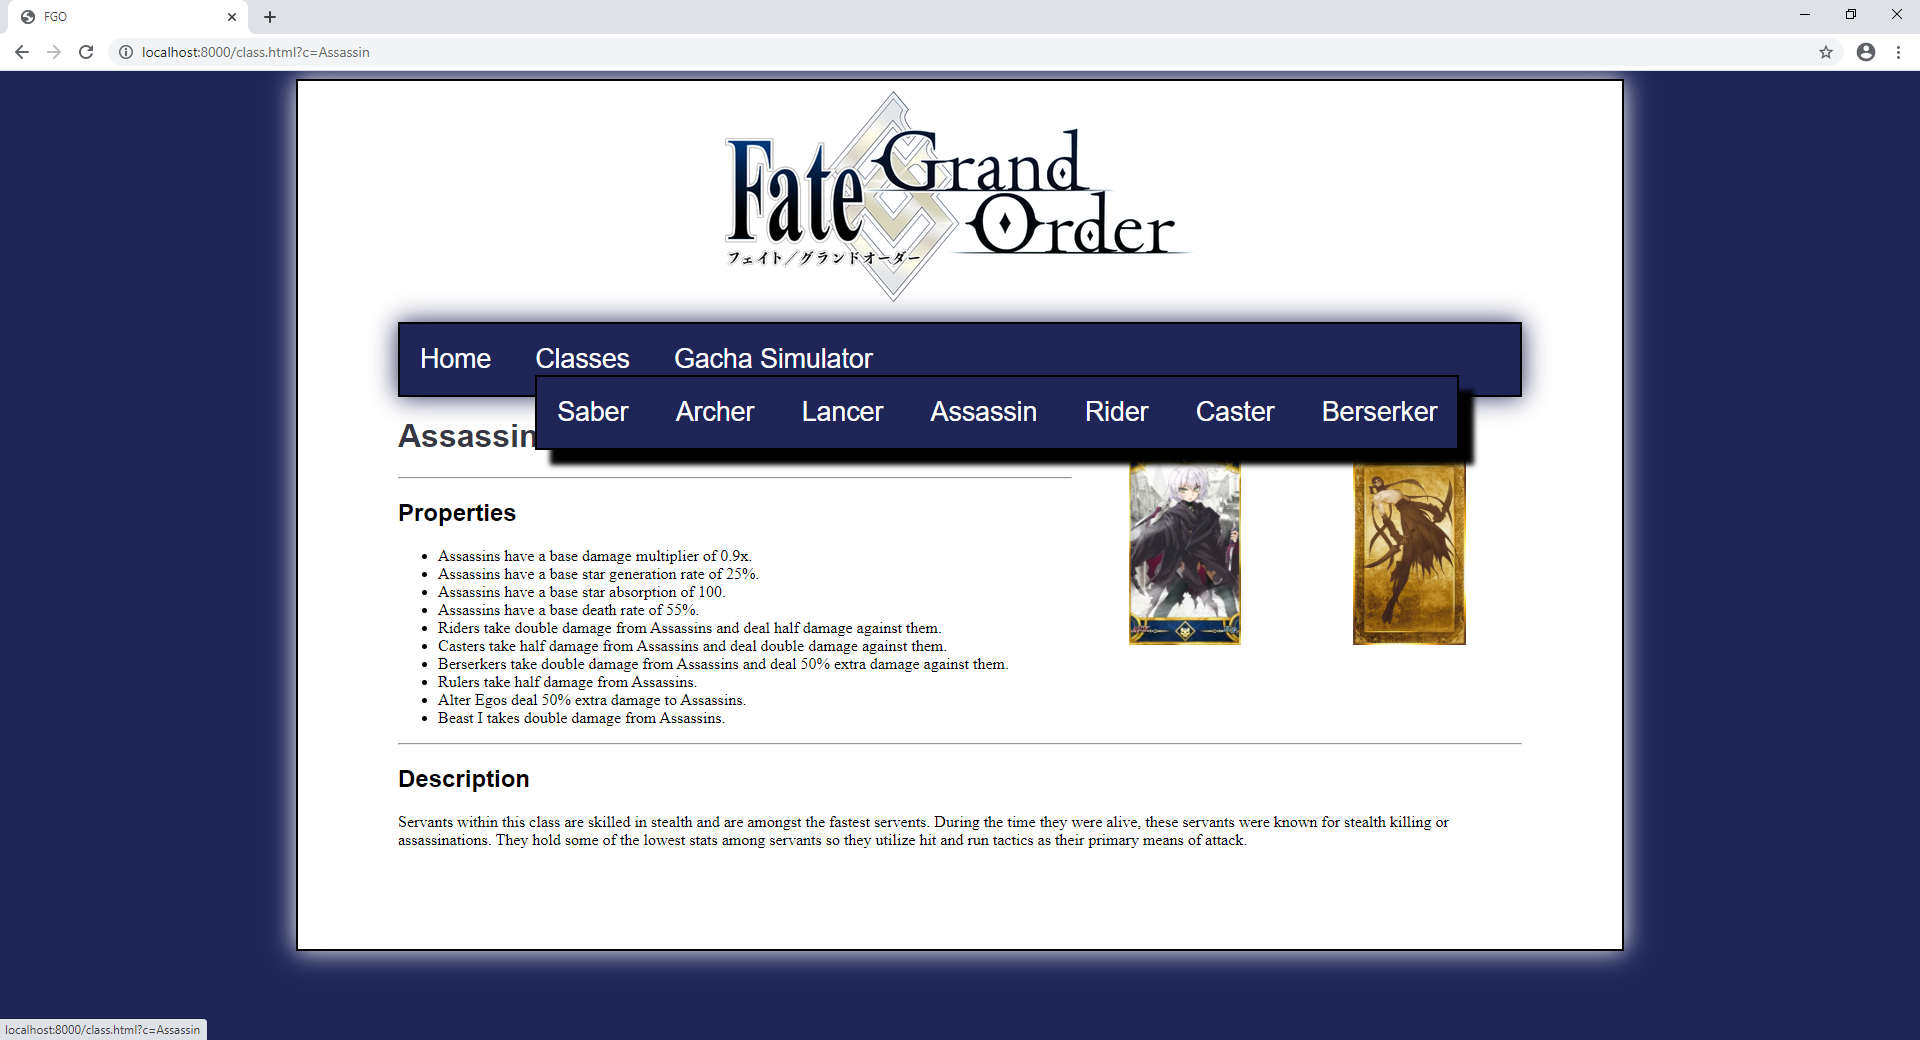 FGO
localhost:8000/class.html?c=Assassin
Fate Grand Order
フェイト／グランドオーダー
Home Classes Gacha Simulator
Saber Archer Lancer Assassin Rider Caster Berserker
Assassin
Properties
Assassins have a base damage multiplier of 0.9x.
Assassins have a base star generation rate of 25%.
Assassins have a base star absorption of 100.
Assassins have a base death rate of 55%.
Riders take double damage from Assassins and deal half damage against them.
Casters take half damage from Assassins and deal double damage against them.
Berserkers take double damage from Assassins and deal 50% extra damage against them.
Rulers take half damage from Assassins.
Alter Egos deal 50% extra damage to Assassins.
Beast I takes double damage from Assassins.
Description
Servants within this class are skilled in stealth and are amongst the fastest servents. During the time they were alive, these servants were known for stealth killing or
assassinations. They hold some of the lowest stats among servants so they utilize hit and run tactics as their primary means of attack.
localhost:8000/class.html?c=Assassin